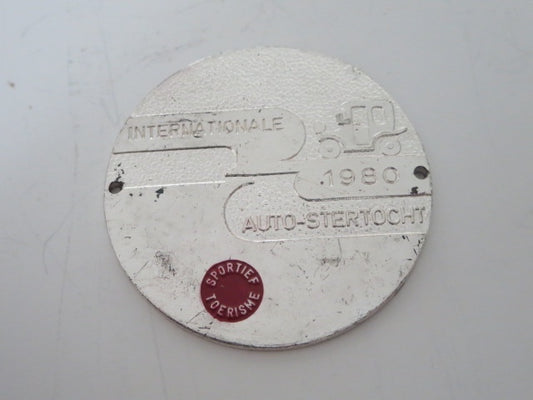 INTERNATIONALE
1980
AUTO-STERTOCHT
SPORTIEF
TOERISME